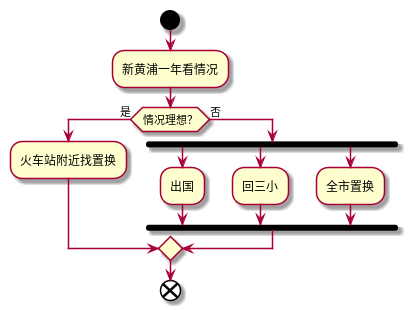 新黄浦一年看情况
是
情况理想？
否
火车站附近找置换
出国
回三小
全市置换